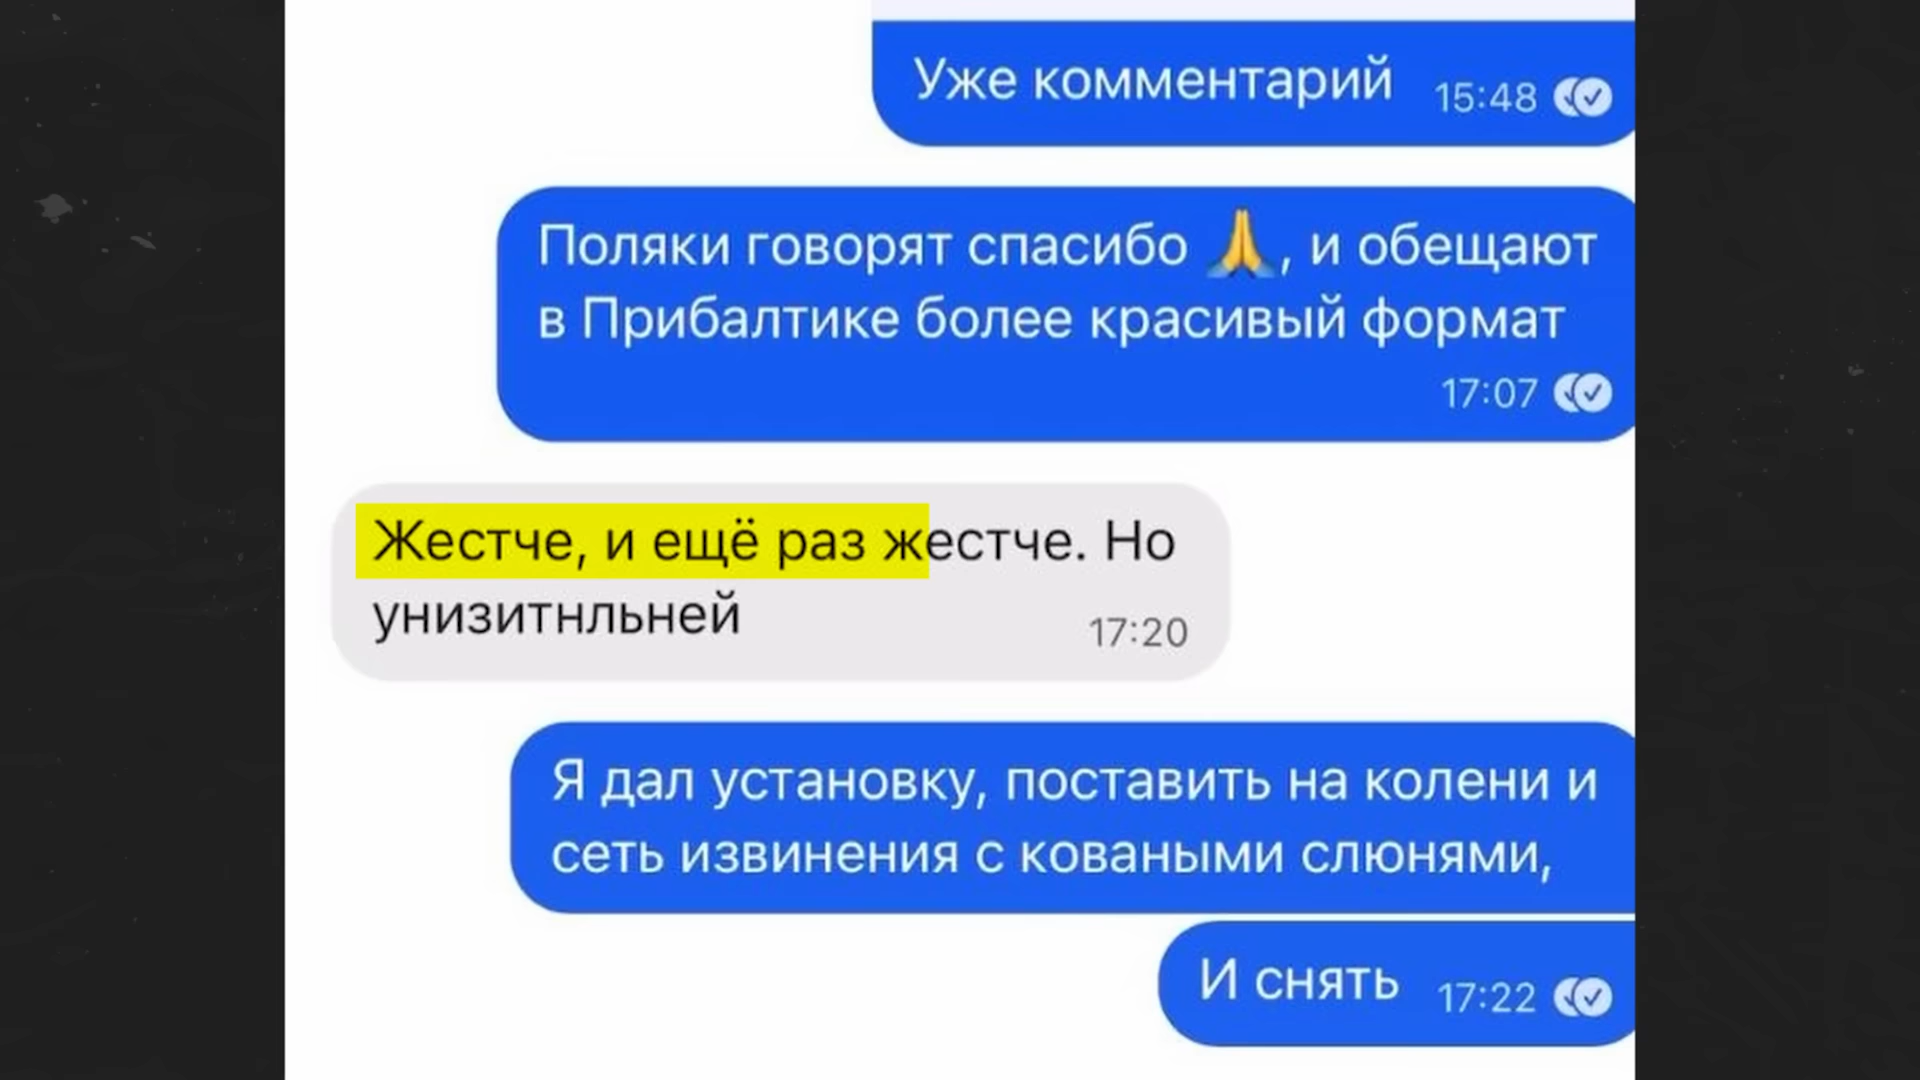 Уже комментарий 15:48
Поляки говорят спасибо 🙏, и обещают
в Прибалтике более красивый формат
17:07
Жестче, и ещё раз жестче. Но
унизитнльней 17:20
Я дал установку, поставить на колени и
сеть извинения с коваными слюнями,
И снять 17:22